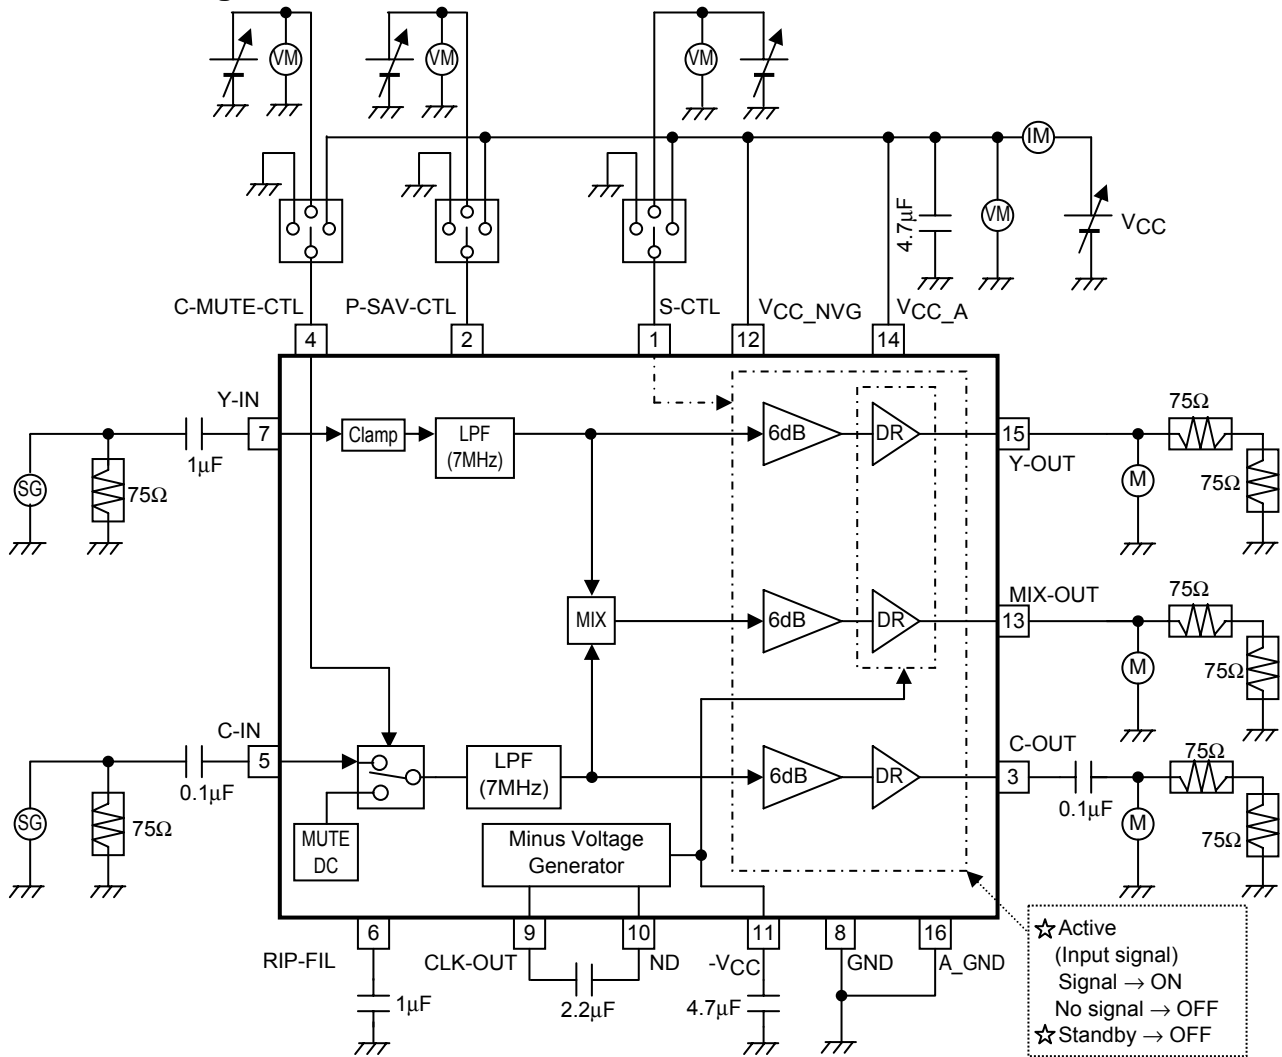 VM
VM
VM
IM
4.7μF
VM
VCC
C-MUTE-CTL
P-SAV-CTL
S-CTL
VCC_NVG
VCC_A
4
2
1
12
14
Y-IN
7
1μF
SG
75Ω
Clamp
LPF
(7MHz)
6dB
DR
15
Y-OUT
75Ω
M
75Ω
MIX
6dB
DR
MIX-OUT
13
75Ω
M
75Ω
C-IN
5
0.1μF
SG
75Ω
MUTE
DC
LPF
(7MHz)
6dB
DR
C-OUT
3
0.1μF
75Ω
M
75Ω
Minus Voltage
Generator
6
9
10
11
8
16
RIP-FIL
CLK-OUT
ND
-VCC
GND
A_GND
1μF
2.2μF
4.7μF
☆Active
(Input signal)
Signal → ON
No signal → OFF
☆Standby → OFF